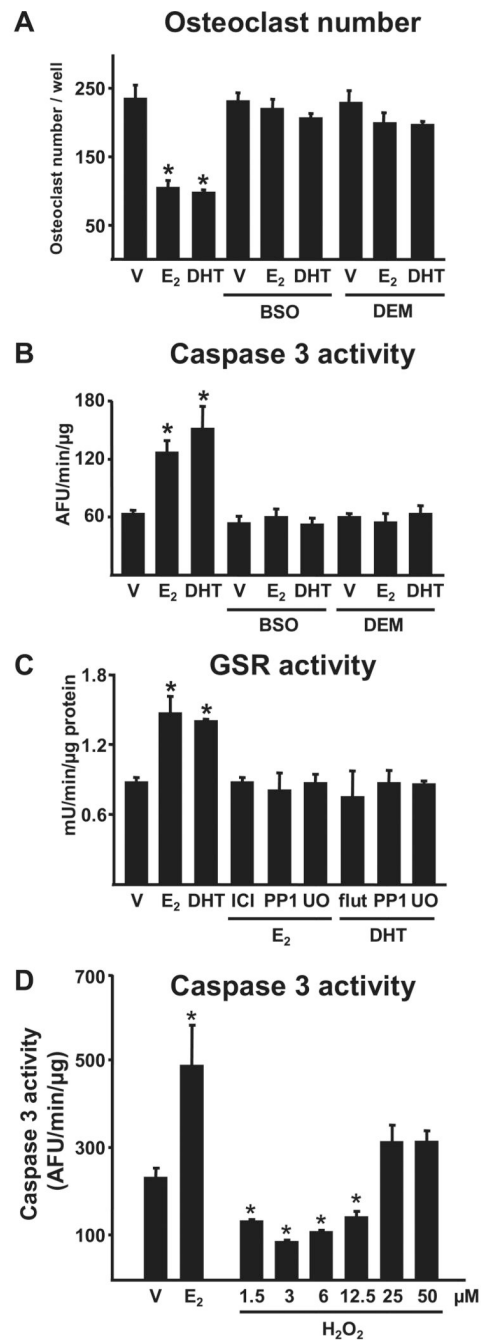 A Osteoclast number
Osteoclast number / well
250
150
50
*
*
V E₂ DHT V E₂ DHT V E₂ DHT
BSO DEM
B Caspase 3 activity
AFU/min/µg
180
120
60
*
*
V E₂ DHT V E₂ DHT V E₂ DHT
BSO DEM
C GSR activity
mU/min/µg protein
1.8
1.2
0.6
*
*
V E₂ DHT ICI PP1 UO flut PP1 UO
E₂ DHT
D Caspase 3 activity
Caspase 3 activity
(AFU/min/µg)
700
500
300
100
*
* * * *
V E₂ 1.5 3 6 12.5 25 50 µM
H₂O₂